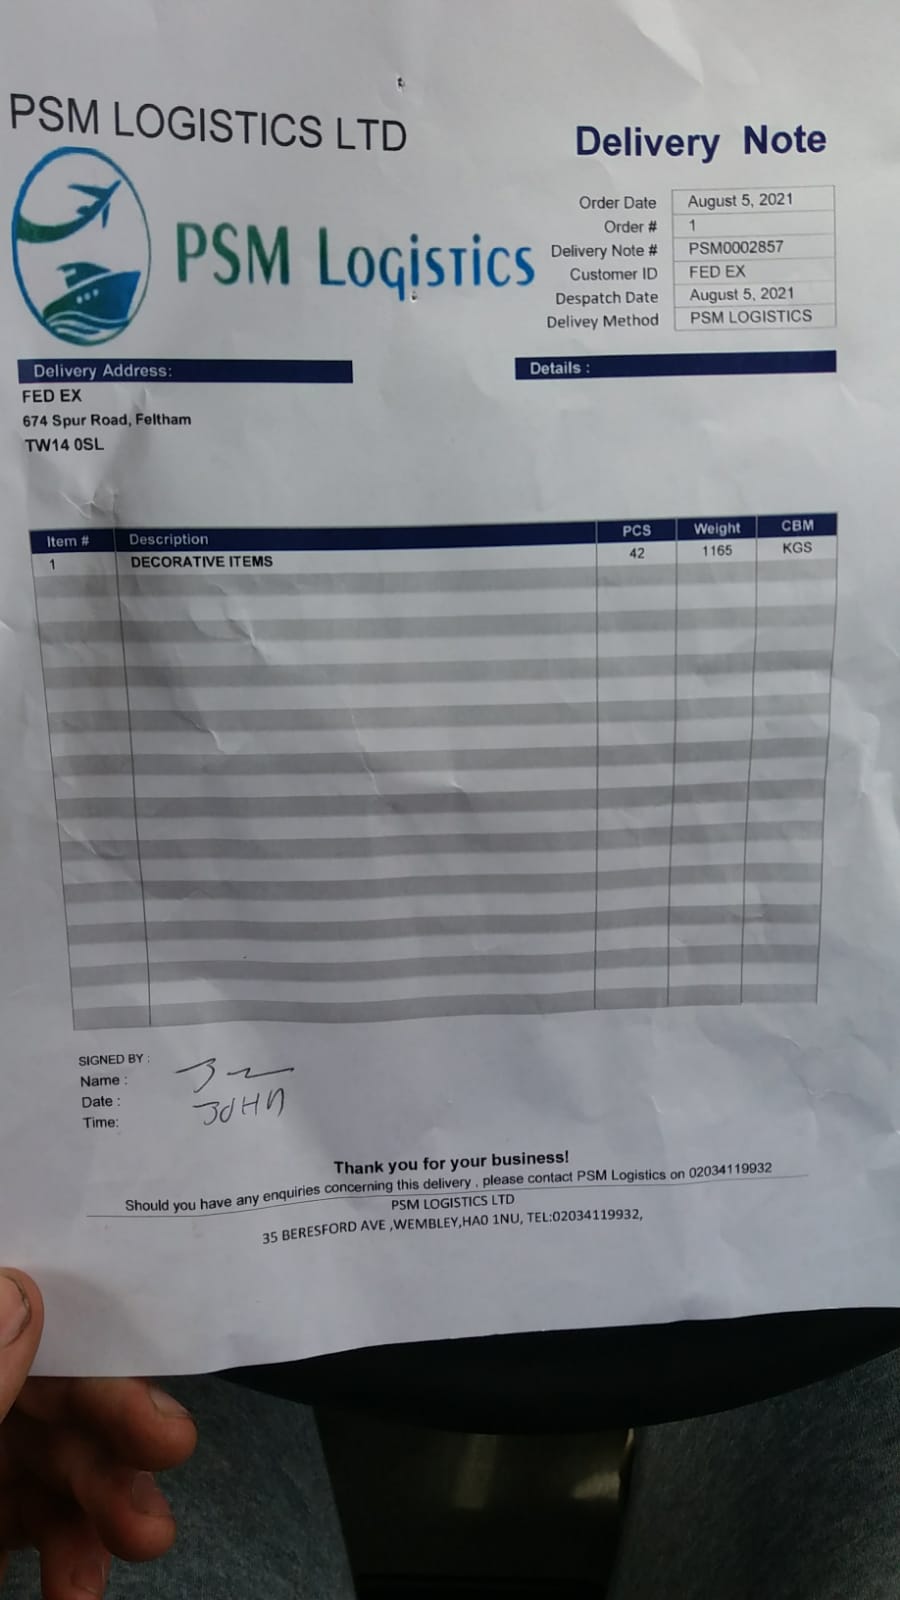 PSM LOGISTICS LTD
Delivery Note
PSM Logistics
Order Date August 5, 2021
Order # 1
Delivery Note # PSM0002857
Customer ID FED EX
Despatch Date August 5, 2021
Delivey Method PSM LOGISTICS
Delivery Address:
FED EX
674 Spur Road, Feltham
TW14 0SL
Details :
Item # Description PCS Weight CBM
1 DECORATIVE ITEMS 42 1165 KGS
SIGNED BY :
Name :
Date :
JOHN
Time:
Thank you for your business!
Should you have any enquiries concerning this delivery , please contact PSM Logistics on 02034119932
PSM LOGISTICS LTD
35 BERESFORD AVE ,WEMBLEY,HA0 1NU, TEL:02034119932,